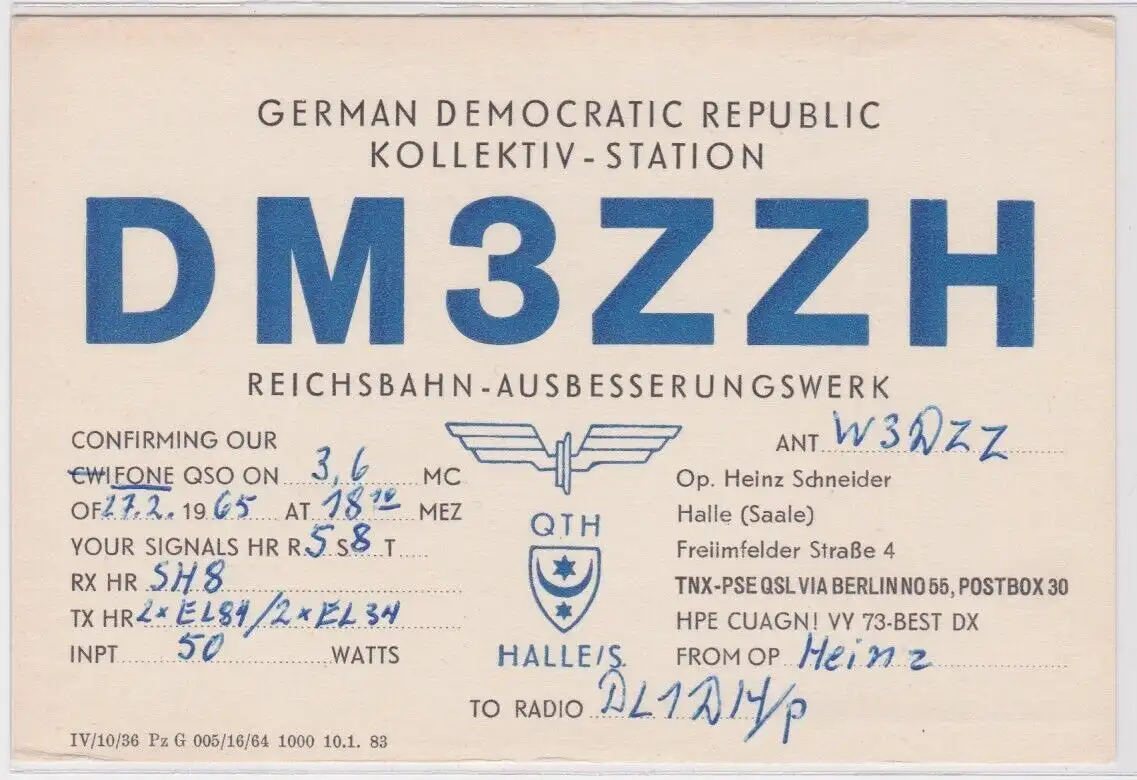 GERMAN DEMOCRATIC REPUBLIC
KOLLEKTIV-STATION
DM3ZZH
REICHSBAHN-AUSBESSERUNGSWERK
CONFIRMING OUR
CW/FONE QSO ON 3,6 MC
OF 27.2. 1965 AT 18 10 MEZ
YOUR SIGNALS HR R 5 S 8 T
RX HR SH8
TX HR 2x EL84/2x EL34
INPT 50 WATTS
QTH
HALLE/S.
ANT W3DZZ
Op. Heinz Schneider
Halle (Saale)
Freiimfelder Straße 4
TNX-PSE QSL VIA BERLIN NO 55, POSTBOX 30
HPE CUAGN! VY 73-BEST DX
FROM OP Heinz
TO RADIO DL1DH/p
IV/10/36 Pz G 005/16/64 1000 10.1. 83